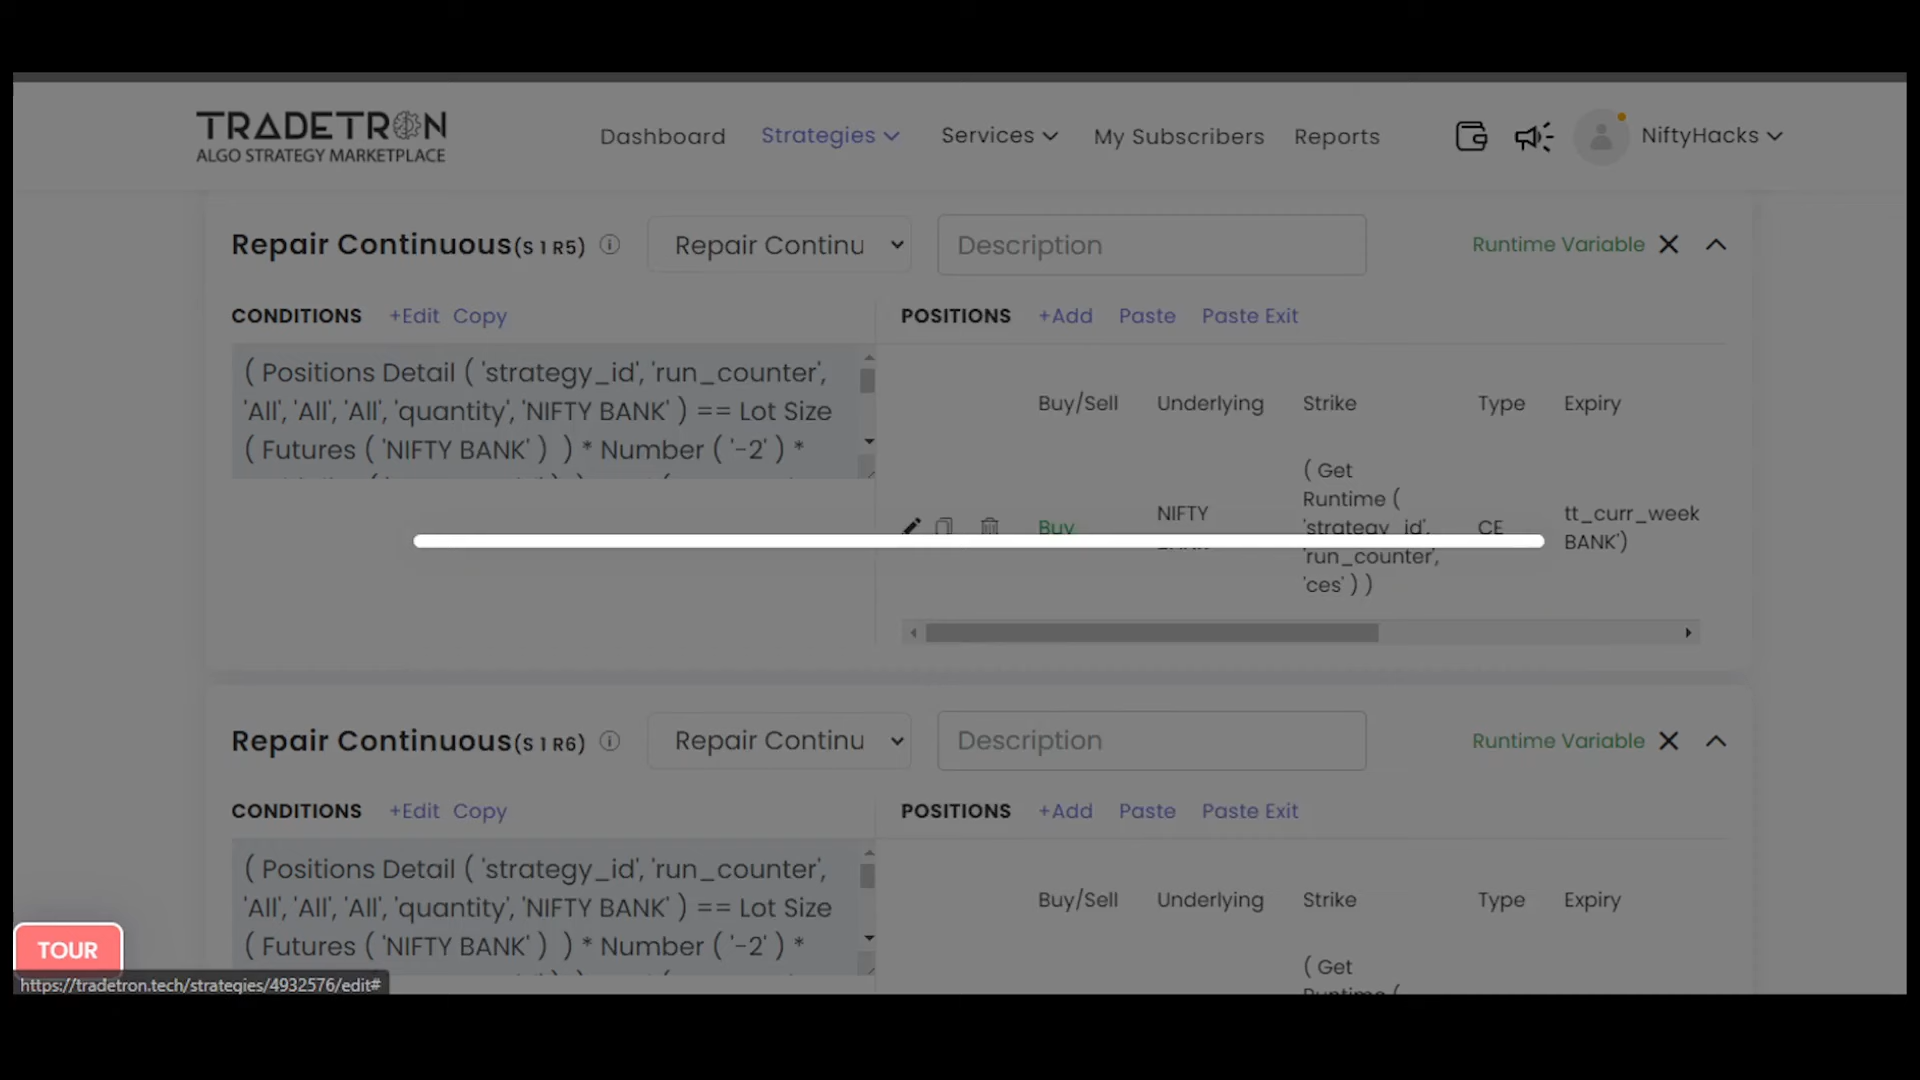 TRADETRON
ALGO STRATEGY MARKETPLACE
Dashboard
Strategies
Services
My Subscribers
Reports
NiftyHacks
Repair Continuous(S 1 R5)
Repair Continu
Description
Runtime Variable
CONDITIONS +Edit Copy
POSITIONS +Add Paste Paste Exit
( Positions Detail ( 'strategy_id', 'run_counter',
'All', 'All', 'All', 'quantity', 'NIFTY BANK' ) == Lot Size
( Futures ( 'NIFTY BANK' ) ) * Number ( '-2' ) *
Buy/Sell Underlying Strike Type Expiry
Buy
NIFTY
( Get
Runtime (
'strategy_id',
'run_counter',
'ces' ) )
CE
tt_curr_week
BANK')
Repair Continuous(S 1 R6)
Repair Continu
Description
Runtime Variable
CONDITIONS +Edit Copy
POSITIONS +Add Paste Paste Exit
( Positions Detail ( 'strategy_id', 'run_counter',
'All', 'All', 'All', 'quantity', 'NIFTY BANK' ) == Lot Size
( Futures ( 'NIFTY BANK' ) ) * Number ( '-2' ) *
Buy/Sell Underlying Strike Type Expiry
( Get
TOUR
https://tradetron.tech/strategies/4932576/edit#